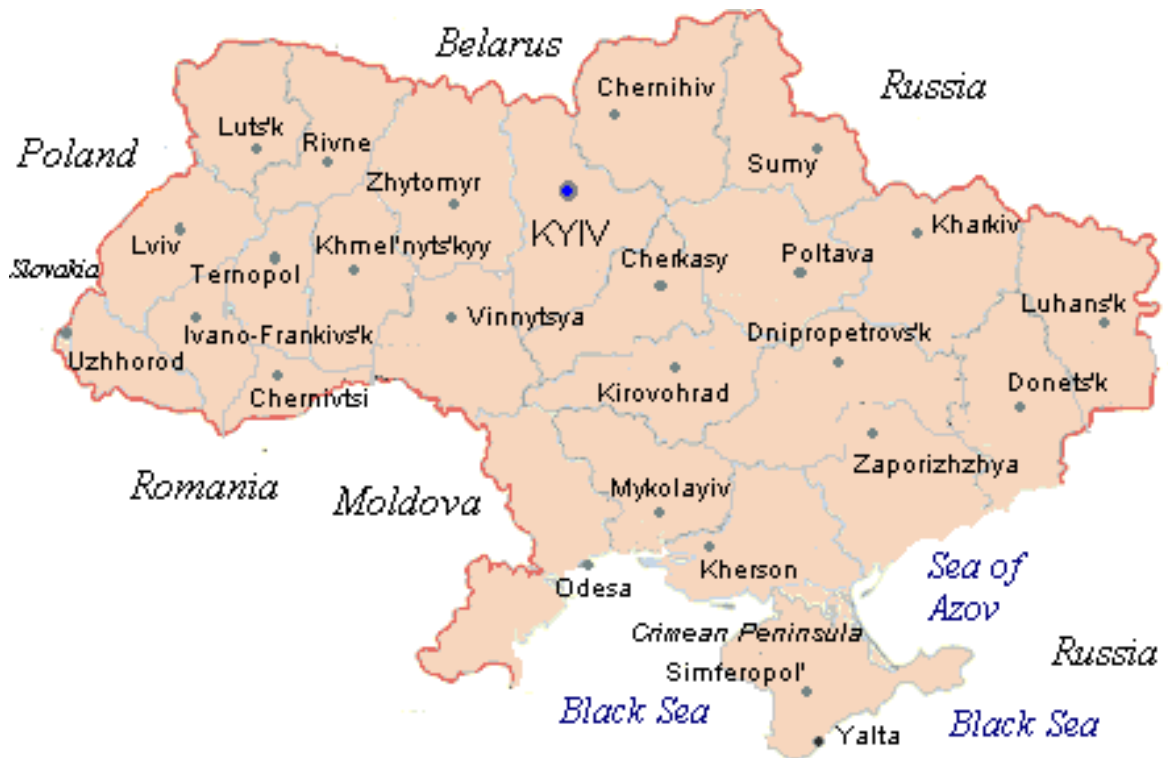 Belarus
Russia
Chernihiv
Luts'k
Rivne
Poland
Sumy
Zhytomyr
KYIV
Kharkiv
Lviv
Khmel'nyts'kyy
Cherkasy
Poltava
Slovakia
Ternopol
Luhans'k
Vinnytsya
Ivano-Frankivs'k
Dnipropetrovs'k
Uzhhorod
Donets'k
Chernivtsi
Kirovohrad
Zaporizhzhya
Romania
Moldova
Mykolayiv
Kherson
Sea of
Azov
Odesa
Crimean Peninsula
Russia
Simferopol'
Black Sea
Black Sea
Yalta